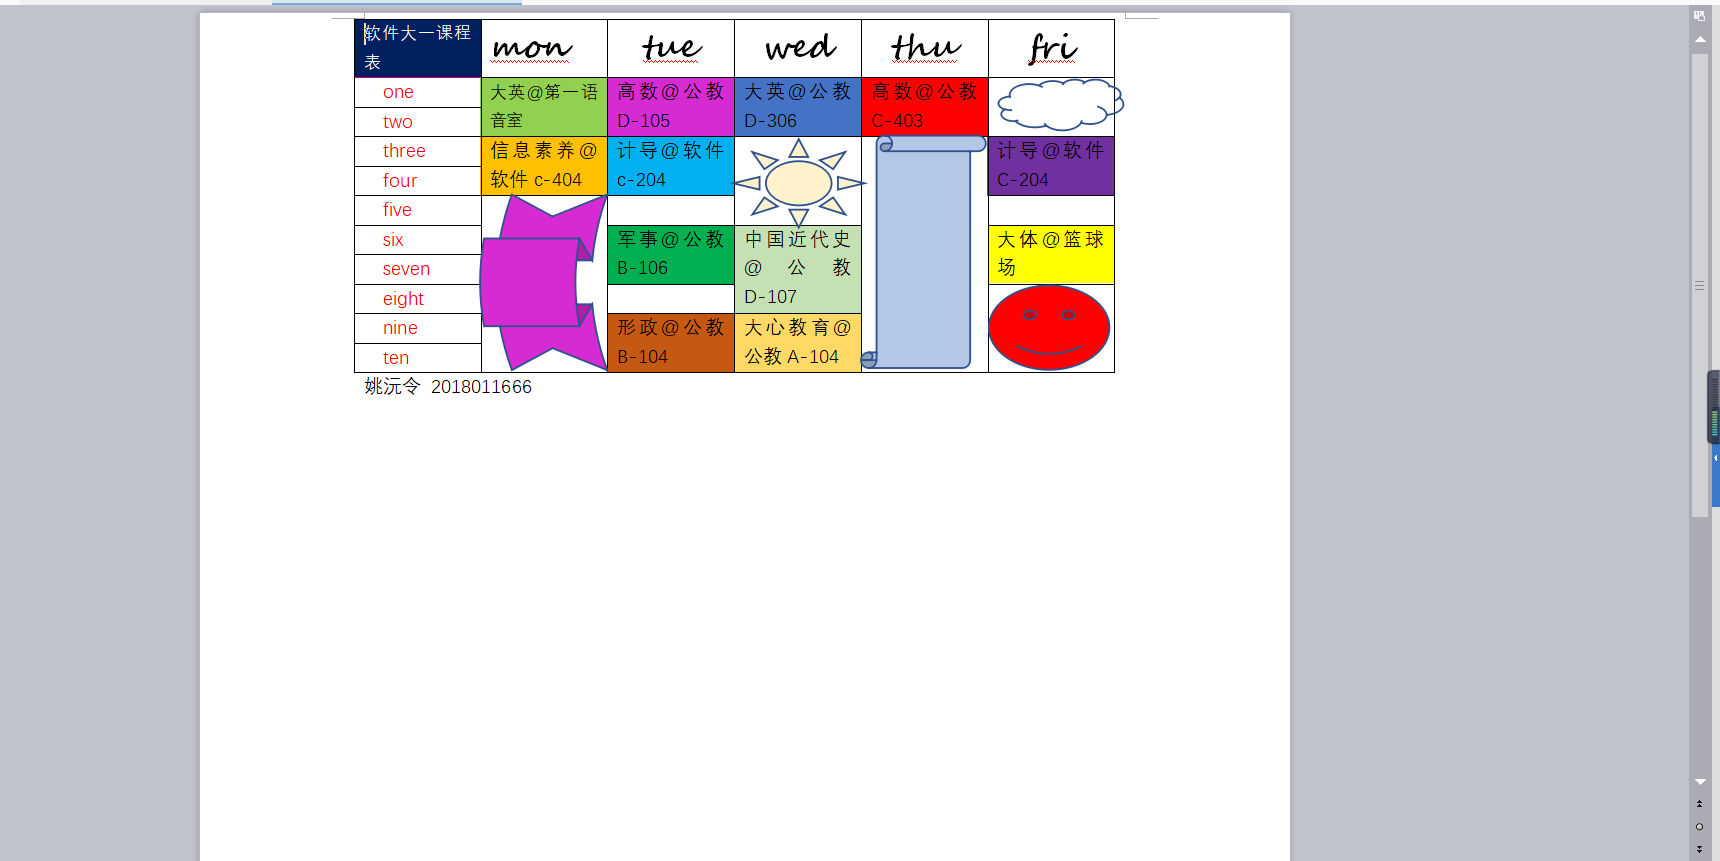 软件大一课程
表
mon
tue
wed
thu
fri
one
two
大英@第一语
音室
高数@公教
D-105
大英@公教
D-306
高数@公教
C-403
three
four
信息素养@
软件 c-404
计导@软件
c-204
计导@软件
C-204
five
six
seven
军事@公教
B-106
中国近代史
@公教
D-107
大体@篮球
场
eight
nine
ten
形政@公教
B-104
大心教育@
公教 A-104
姚沅令 2018011666